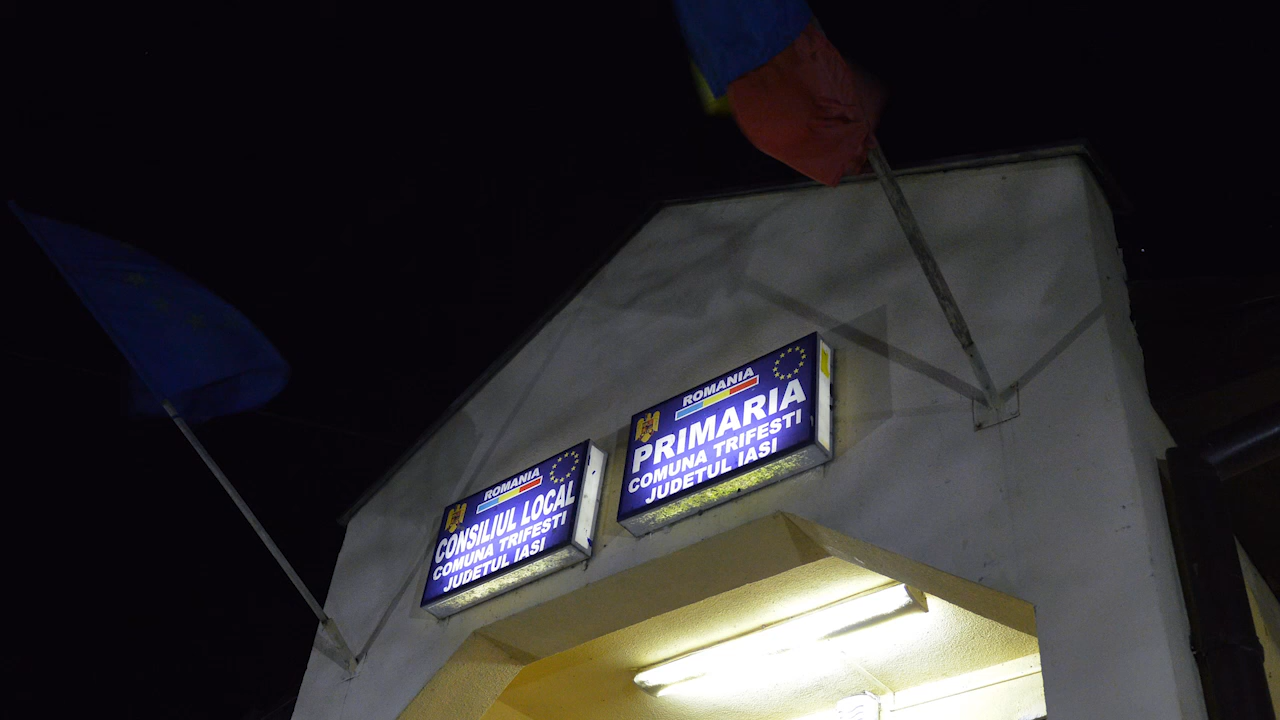 ROMANIA
CONSILIUL LOCAL
COMUNA TRIFESTI
JUDETUL IASI
ROMANIA
PRIMARIA
COMUNA TRIFESTI
JUDETUL IASI